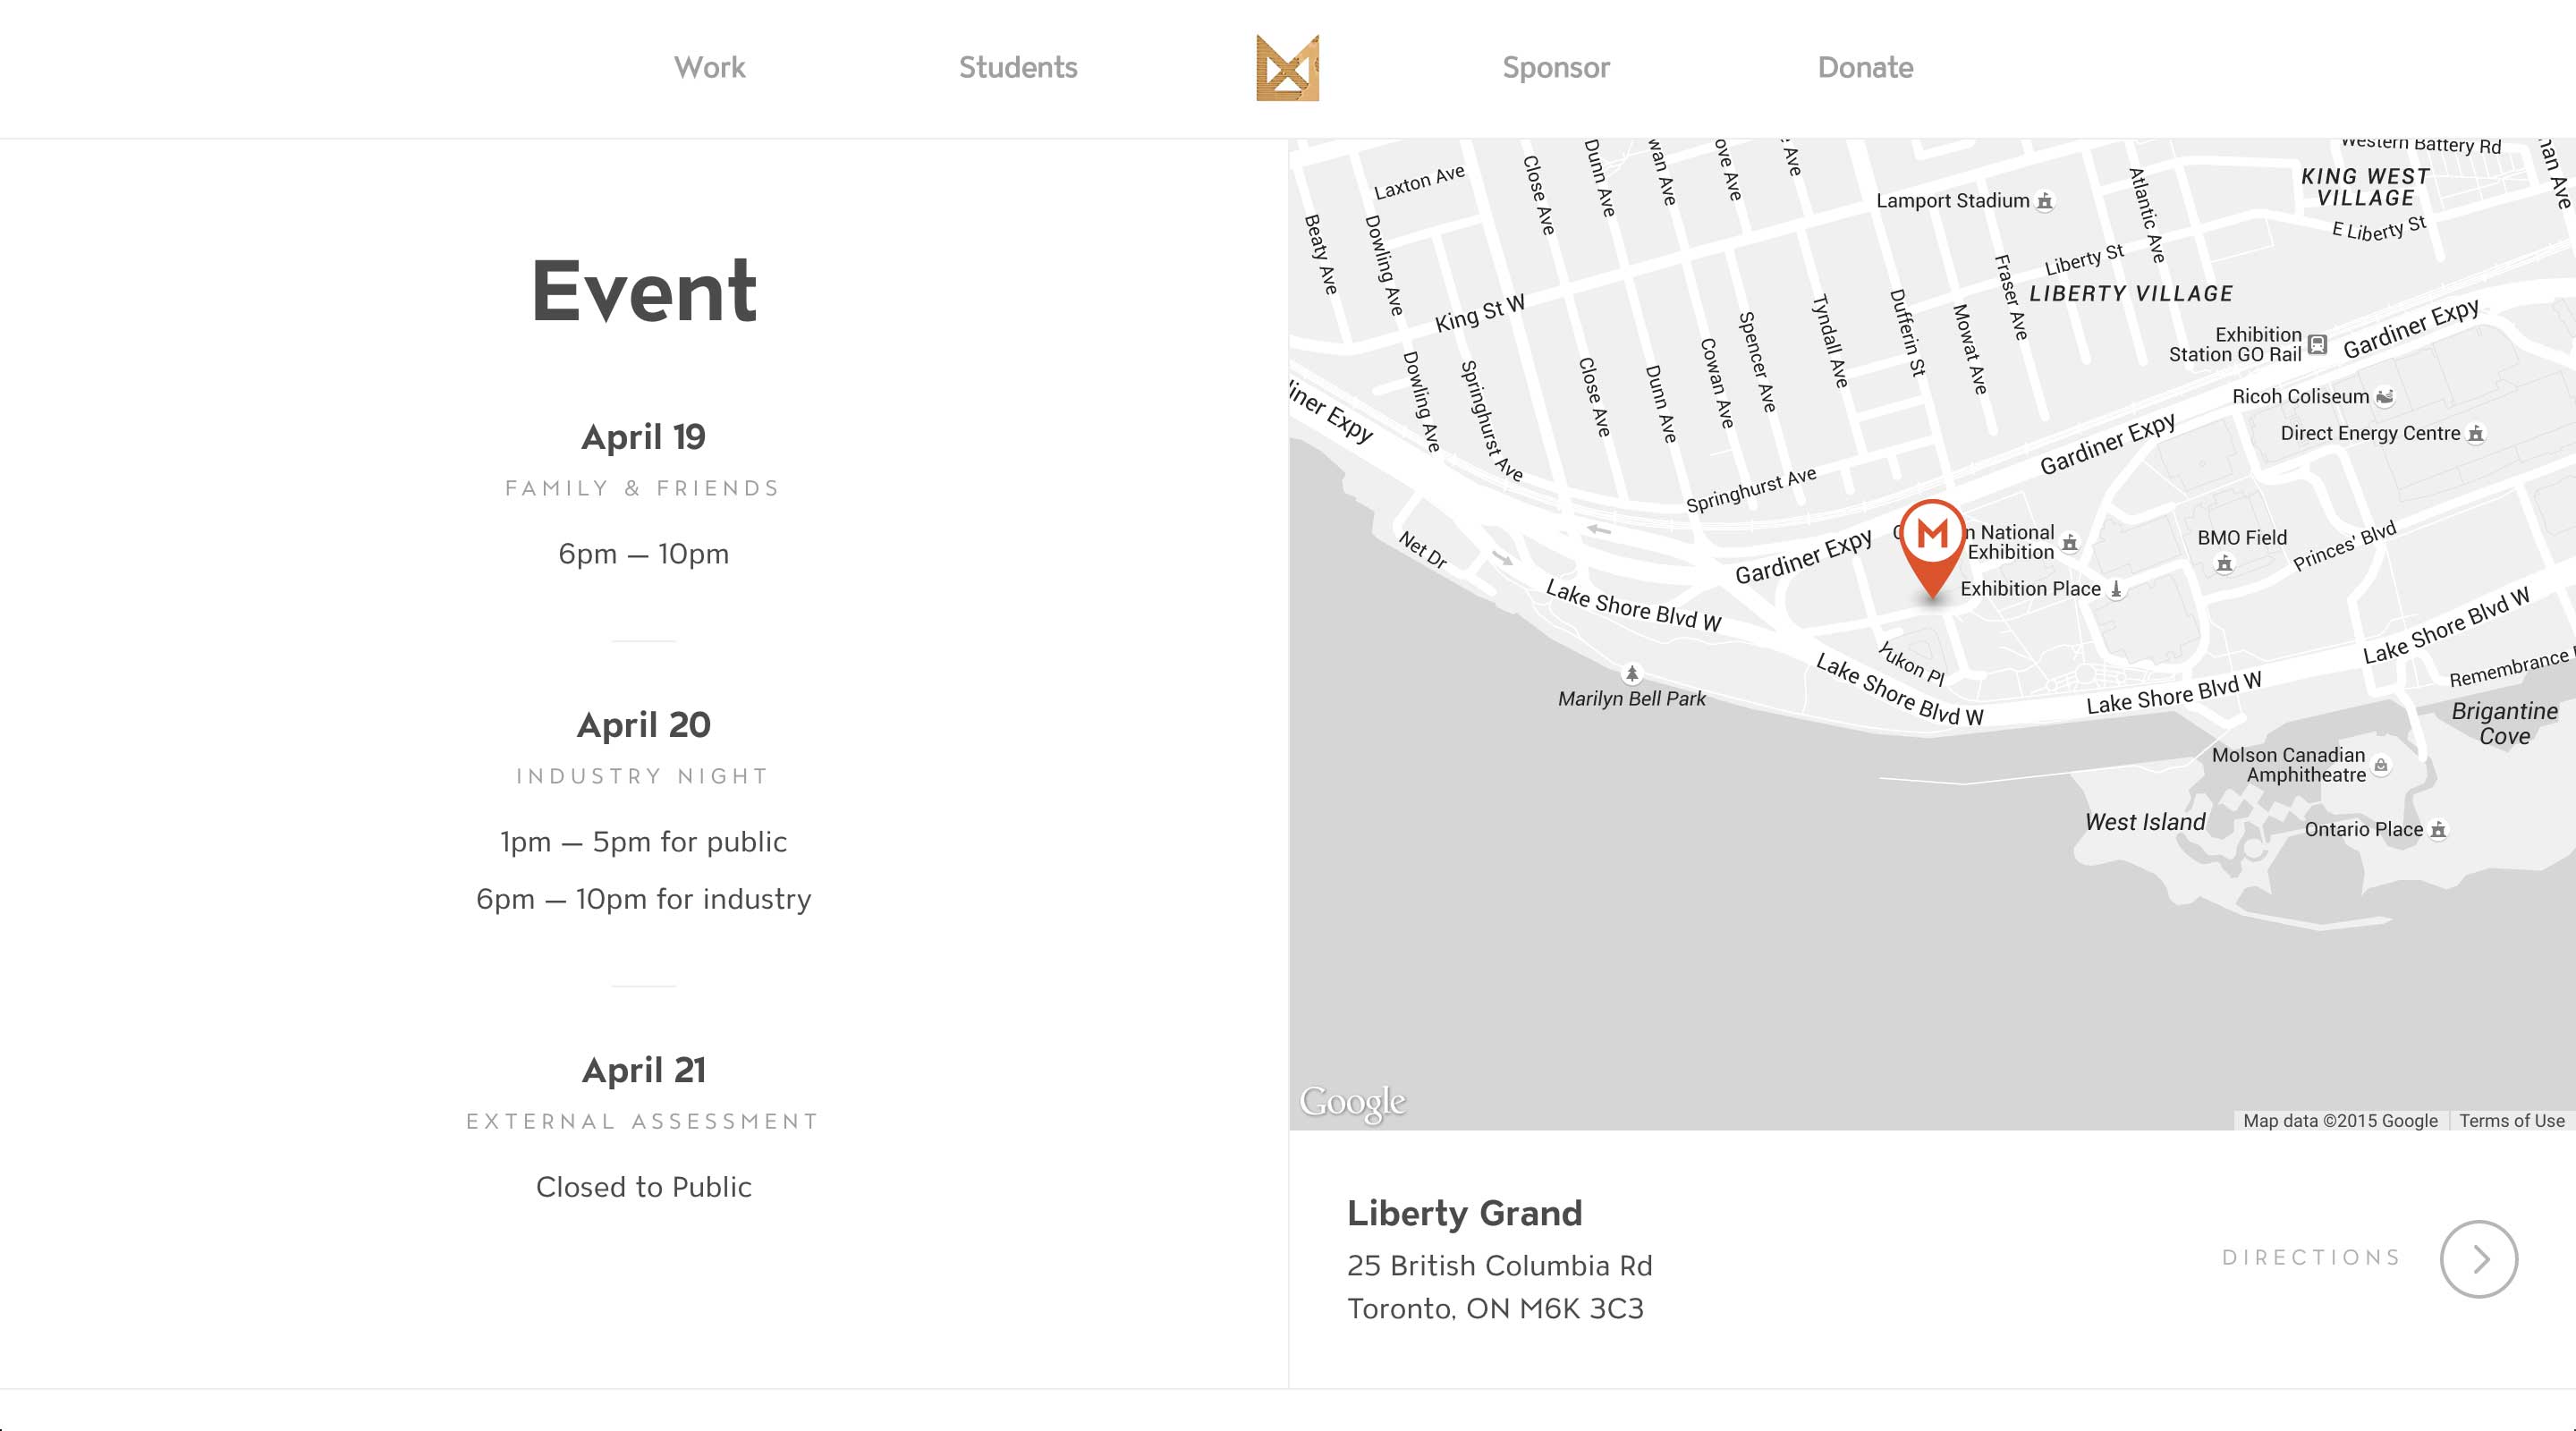 Work
Students
Sponsor
Donate
Event
April 19
FAMILY & FRIENDS
6pm — 10pm
April 20
INDUSTRY NIGHT
1pm — 5pm for public
6pm — 10pm for industry
April 21
EXTERNAL ASSESSMENT
Closed to Public
Laxton Ave
Close Ave
Dunn Ave
Ave
Lamport Stadium
Atlantic Ave
Western Battery Rd
KING WEST
VILLAGE
E Liberty St
Beaty Ave
Dowling Ave
King St W
Liberty St
Fraser Ave
LIBERTY VILLAGE
Dowling Ave
Springhurst Ave
Close Ave
Dunn Ave
Cowan Ave
Spencer Ave
Tyndall Ave
Dufferin St
Mowat Ave
Exhibition
Station GO Rail
Gardiner Expy
Ricoh Coliseum
Direct Energy Centre
Expy
Gardiner Expy
Springhurst Ave
M
National
Exhibition
BMO Field
Princes' Blvd
Net Dr
Gardiner Expy
Exhibition Place
Lake Shore Blvd W
Lake Shore Blvd W
Yukon Pl
Marilyn Bell Park
Lake Shore Blvd W
Lake Shore Blvd W
Remembrance
Brigantine
Cove
Molson Canadian
Amphitheatre
West Island
Ontario Place
Google
Map data ©2015 Google
Terms of Use
Liberty Grand
25 British Columbia Rd
Toronto, ON M6K 3C3
DIRECTIONS